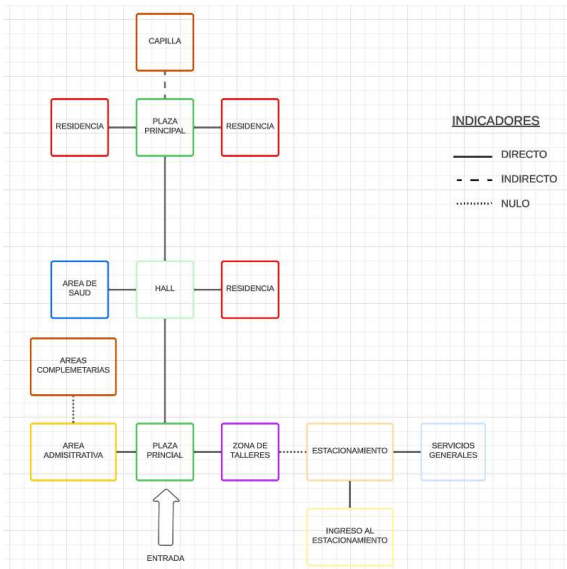 CAPILLA
RESIDENCIA
PLAZA
PRINCIPAL
RESIDENCIA
INDICADORES
DIRECTO
INDIRECTO
NULO
AREA DE
SAUD
HALL
RESIDENCIA
AREAS
COMPLEMETARIAS
AREA
ADMISITRATIVA
PLAZA
PRINCIAL
ZONA DE
TALLERES
ESTACIONAMIENTO
SERVICIOS
GENERALES
INGRESO AL
ESTACIONAMIENTO
ENTRADA